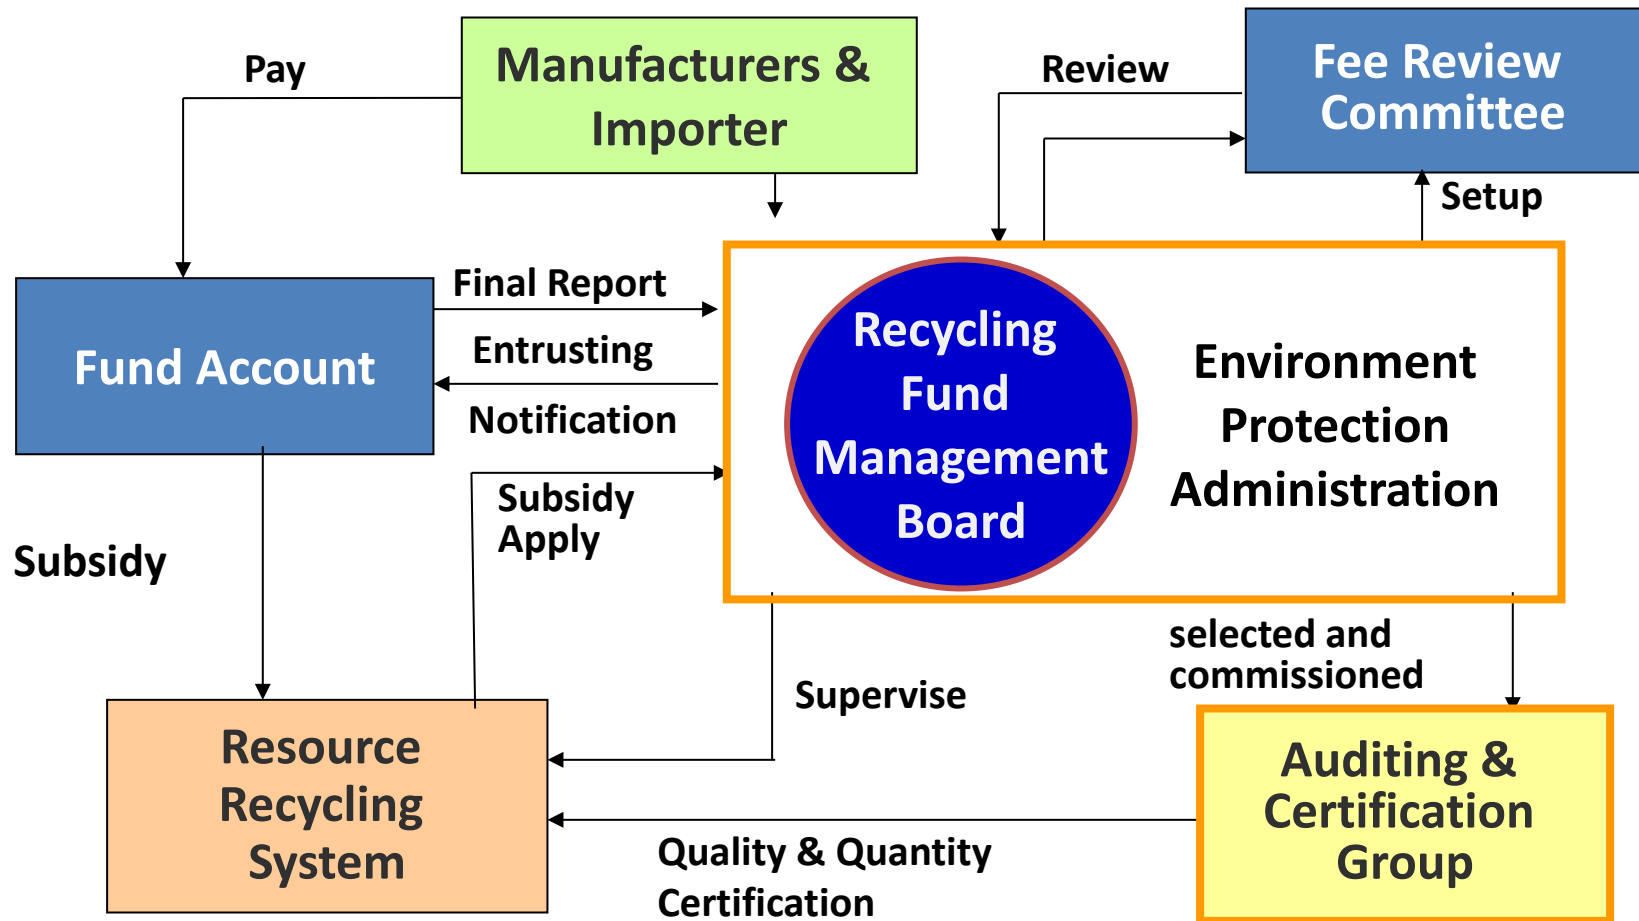 Pay
Manufacturers &
Importer
Review
Fee Review
Committee
Setup
Final Report
Entrusting
Notification
Fund Account
Recycling
Fund
Management
Board
Environment
Protection
Administration
Subsidy
Apply
Subsidy
Supervise
selected and
commissioned
Resource
Recycling
System
Quality & Quantity
Certification
Auditing &
Certification
Group